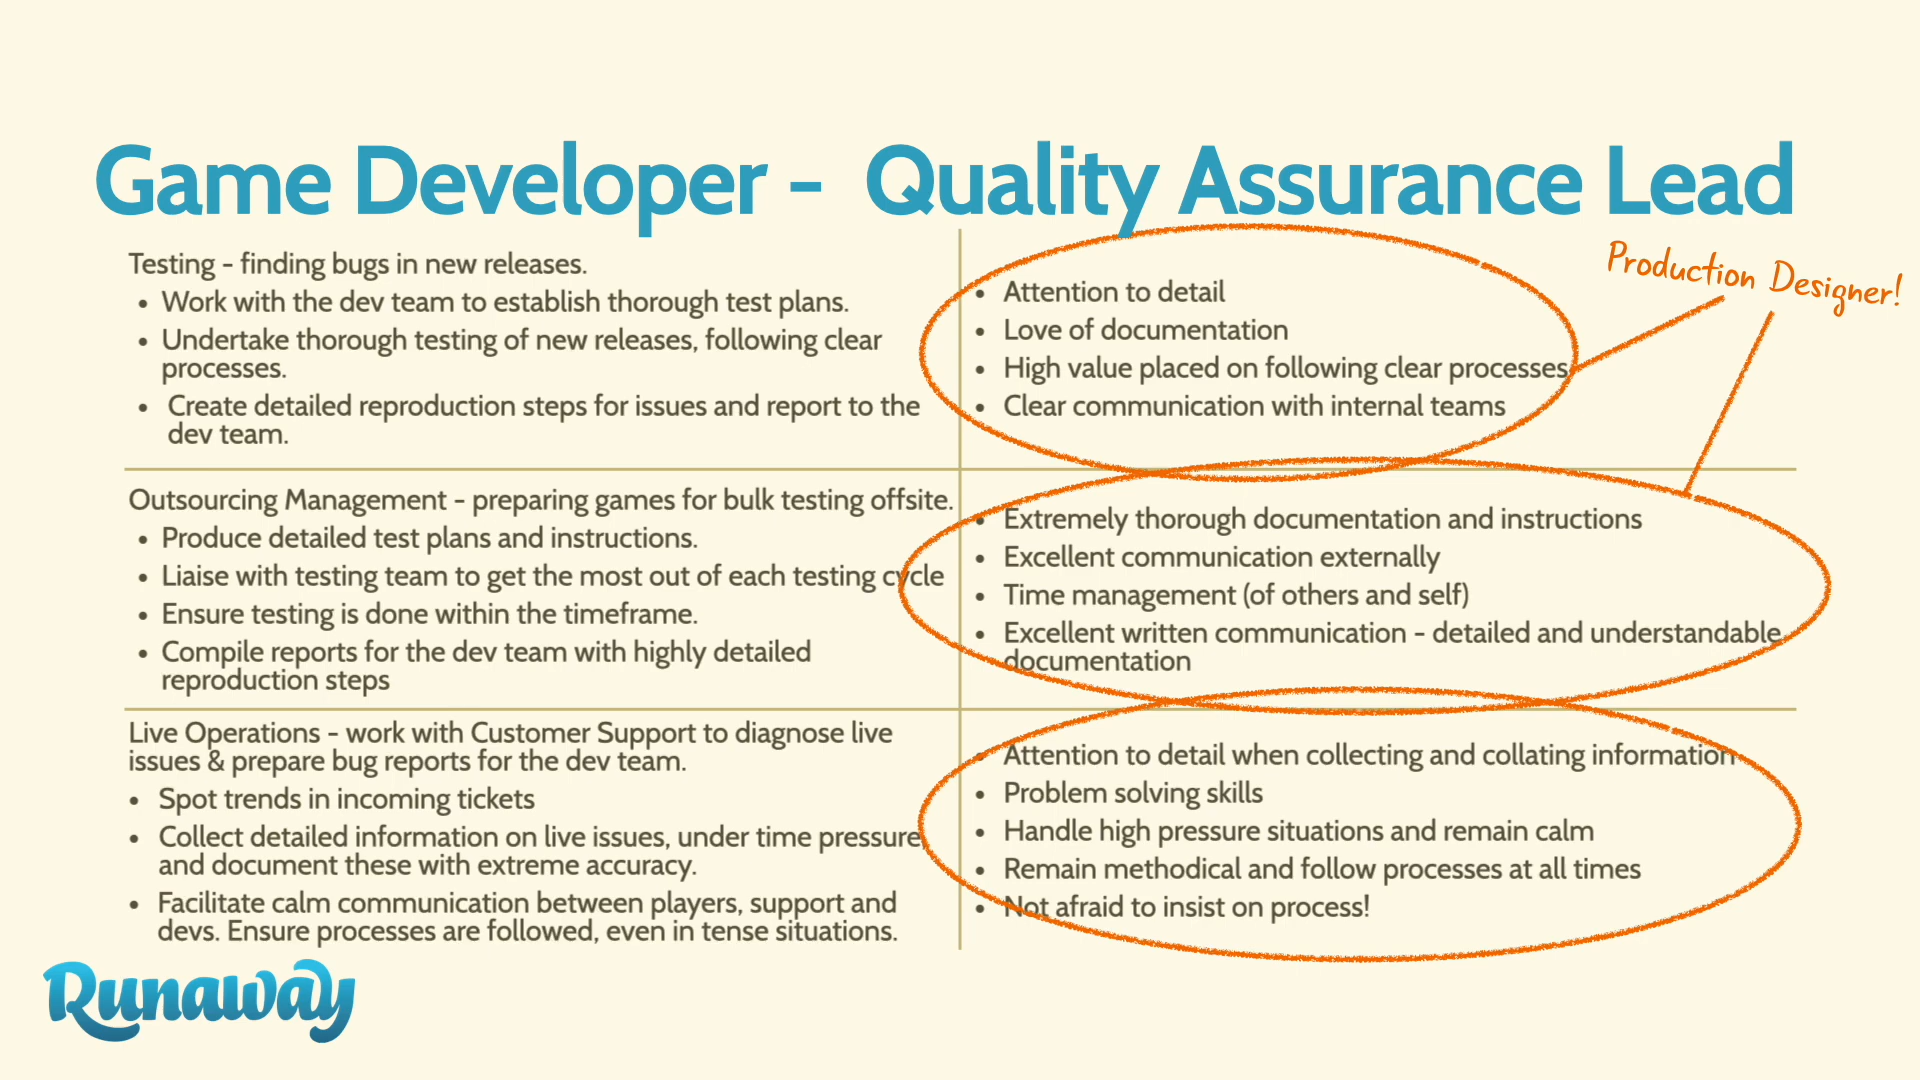 Game Developer -  Quality Assurance Lead
Production Designer!
Testing - finding bugs in new releases.
• Work with the dev team to establish thorough test plans.
• Undertake thorough testing of new releases, following clear
processes.
• Create detailed reproduction steps for issues and report to the
dev team.
• Attention to detail
• Love of documentation
• High value placed on following clear processes
• Clear communication with internal teams
Outsourcing Management - preparing games for bulk testing offsite.
• Produce detailed test plans and instructions.
• Liaise with testing team to get the most out of each testing cycle
• Ensure testing is done within the timeframe.
• Compile reports for the dev team with highly detailed
reproduction steps
• Extremely thorough documentation and instructions
• Excellent communication externally
• Time management (of others and self)
• Excellent written communication - detailed and understandable
documentation
Live Operations - work with Customer Support to diagnose live
issues & prepare bug reports for the dev team.
• Spot trends in incoming tickets
• Collect detailed information on live issues, under time pressure
and document these with extreme accuracy.
• Facilitate calm communication between players, support and
devs. Ensure processes are followed, even in tense situations.
• Attention to detail when collecting and collating information
• Problem solving skills
• Handle high pressure situations and remain calm
• Remain methodical and follow processes at all times
• Not afraid to insist on process!
Runaway